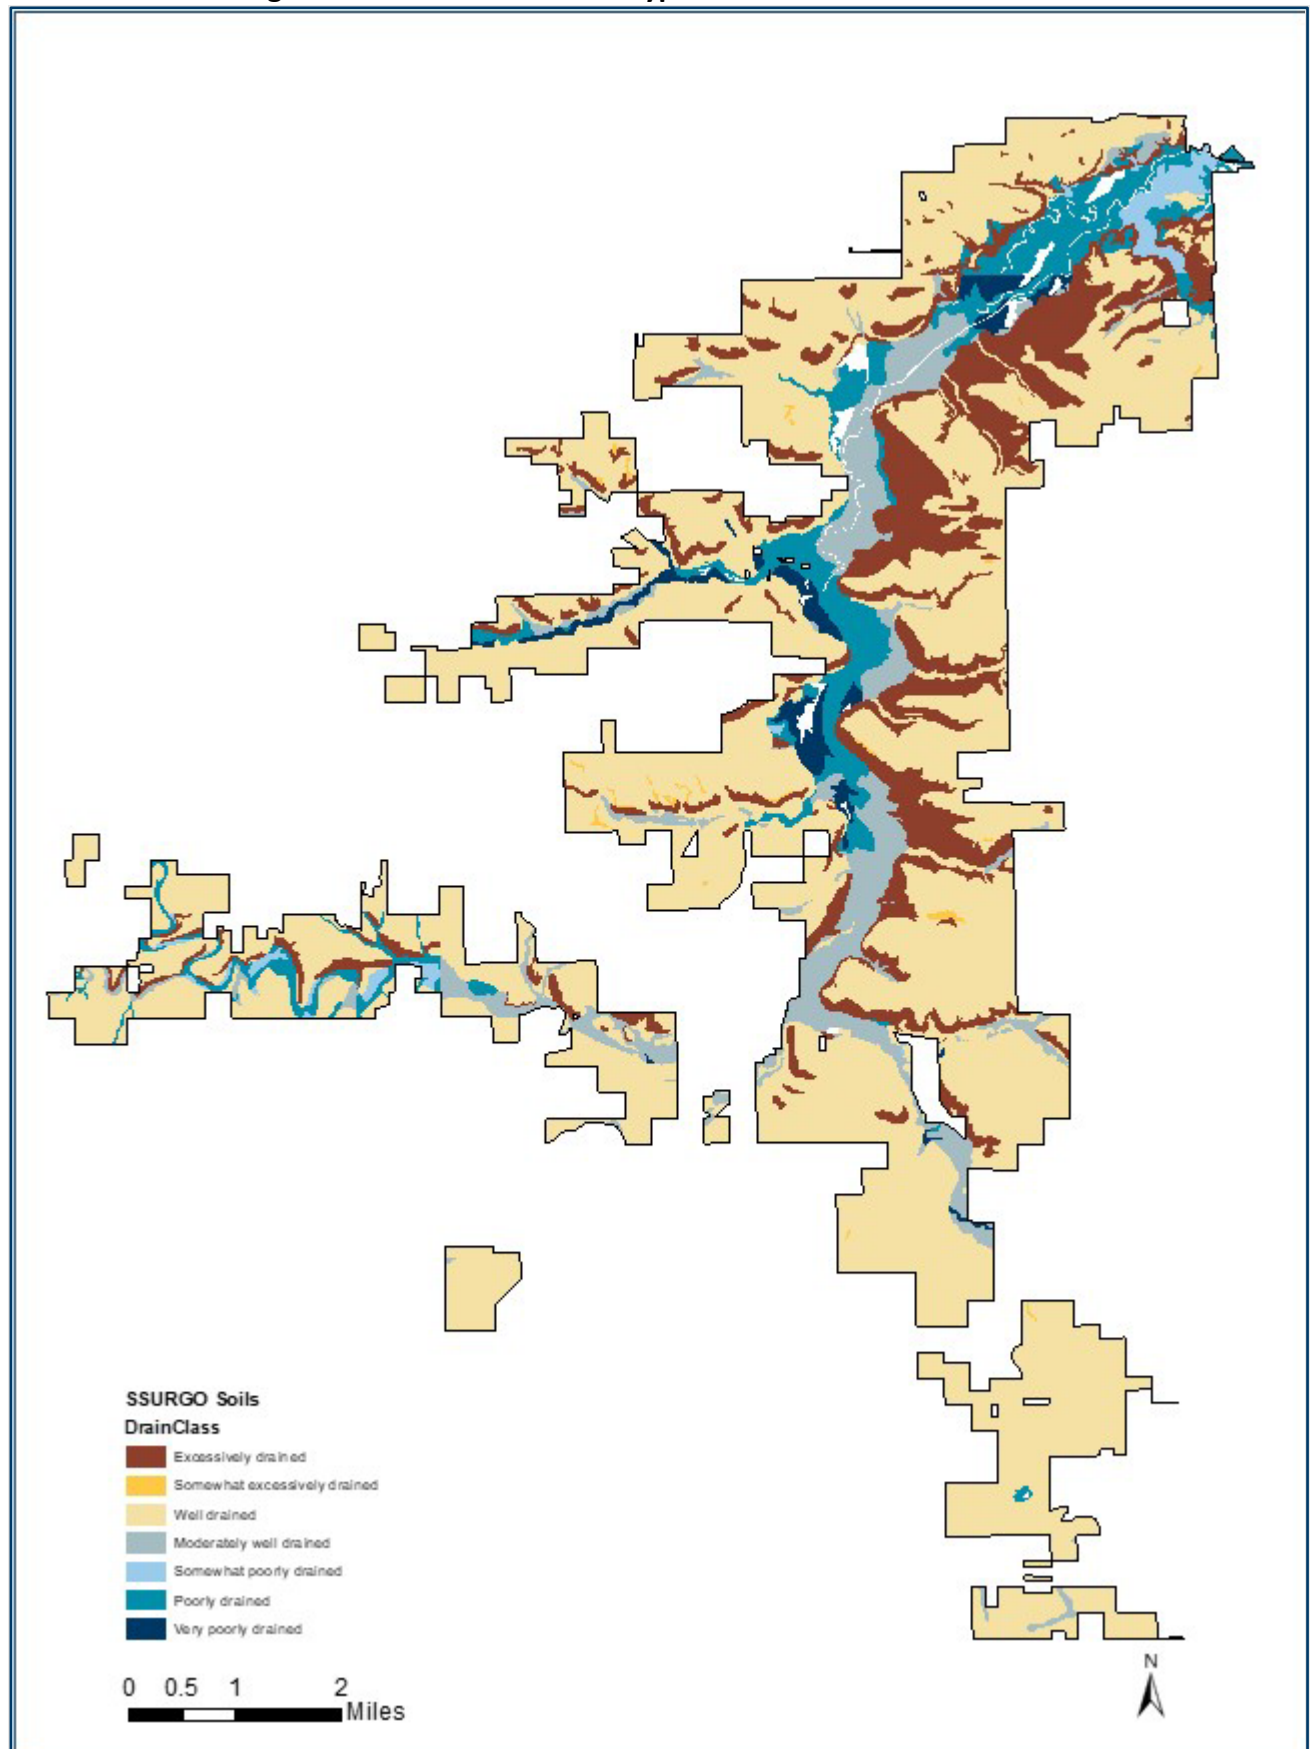 SSURGO Soils
DrainClass
Excessively drained
Somewhat excessively drained
Well drained
Moderately well drained
Somewhat poorly drained
Poorly drained
Very poorly drained
0 0.5 1 2
Miles
N